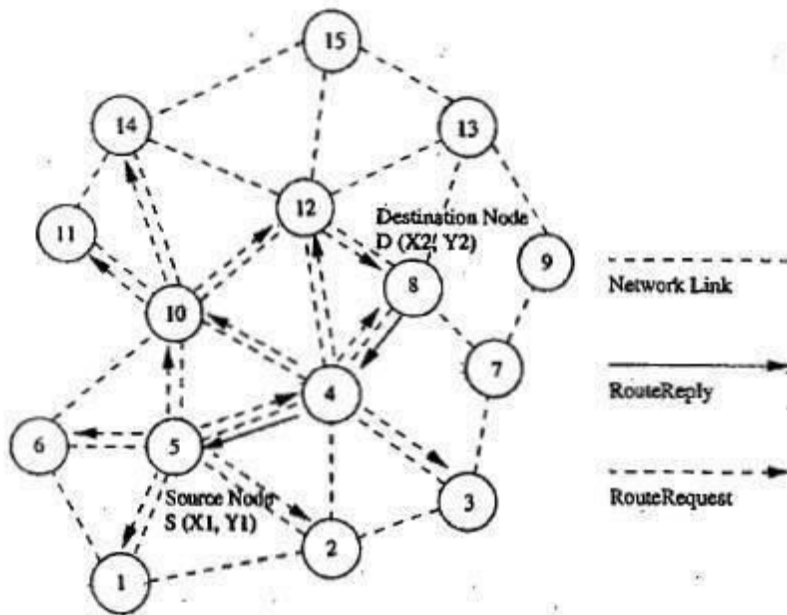 15
14
13
12
Destination Node
D (X2, Y2)
11
9
8
Network Link
10
7
4
RouteReply
6
5
3
Source Node
S (X1, Y1)
RouteRequest
2
1